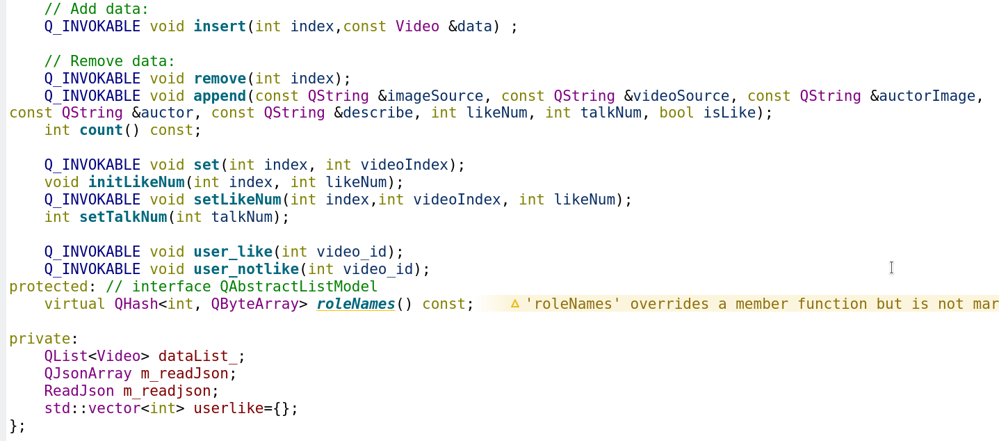 // Add data:
Q_INVOKABLE void insert(int index,const Video &data) ;
// Remove data:
Q_INVOKABLE void remove(int index);
Q_INVOKABLE void append(const QString &imageSource, const QString &videoSource, const QString &auctorImage,
const QString &auctor, const QString &describe, int likeNum, int talkNum, bool isLike);
int count() const;
Q_INVOKABLE void set(int index, int videoIndex);
void initLikeNum(int index, int likeNum);
Q_INVOKABLE void setLikeNum(int index,int videoIndex, int likeNum);
int setTalkNum(int talkNum);
Q_INVOKABLE void user_like(int video_id);
Q_INVOKABLE void user_notlike(int video_id);
protected: // interface QAbstractListModel
virtual QHash<int, QByteArray> roleNames() const; 'roleNames' overrides a member function but is not mar
private:
QList<Video> dataList_;
QJsonArray m_readJson;
ReadJson m_readjson;
std::vector<int> userlike={};
};